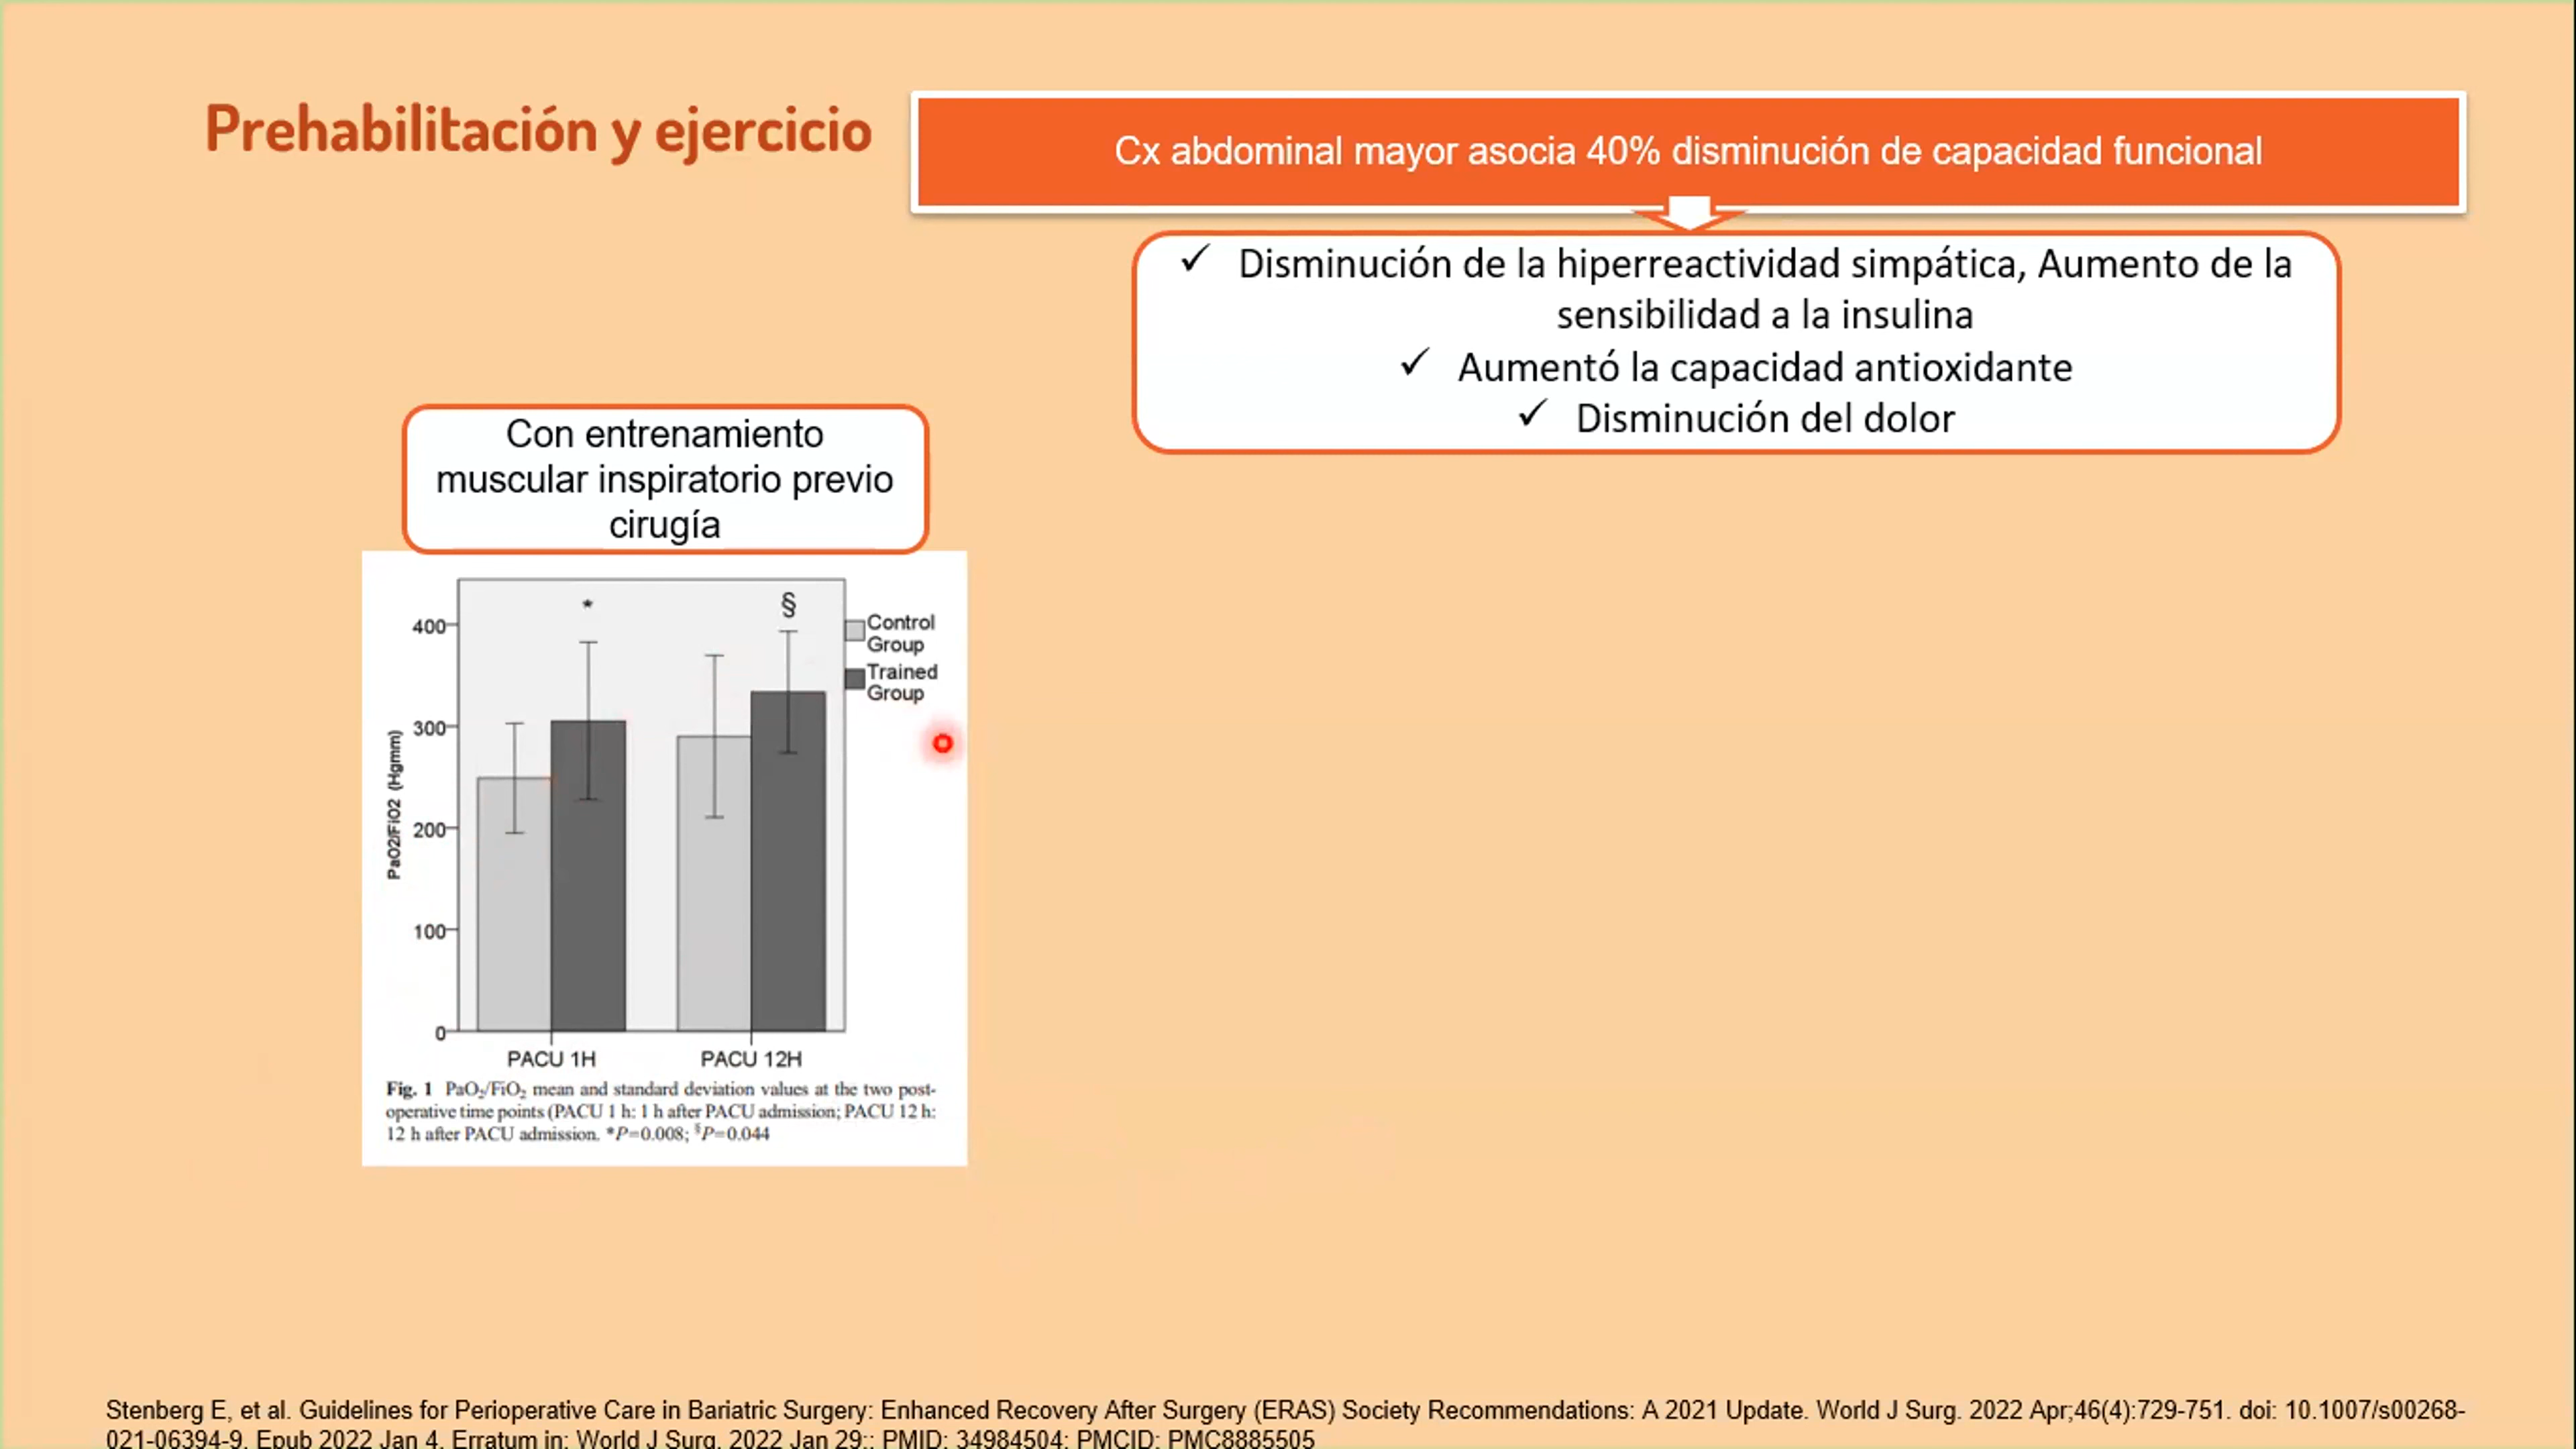 Prehabilitación y ejercicio
Cx abdominal mayor asocia 40% disminución de capacidad funcional
✓ Disminución de la hiperreactividad simpática, Aumento de la
sensibilidad a la insulina
✓ Aumentó la capacidad antioxidante
✓ Disminución del dolor
Con entrenamiento
muscular inspiratorio previo
cirugía
* §
Control
Group
Trained
Group
PaO2/FiO2 (Hgmm)
400
300
200
100
0
PACU 1H PACU 12H
Fig. 1 PaO₂/FiO₂ mean and standard deviation values at the two post-
operative time points (PACU 1 h: 1 h after PACU admission; PACU 12 h:
12 h after PACU admission. *P=0.008; §P=0.044
Stenberg E, et al. Guidelines for Perioperative Care in Bariatric Surgery: Enhanced Recovery After Surgery (ERAS) Society Recommendations: A 2021 Update. World J Surg. 2022 Apr;46(4):729-751. doi: 10.1007/s00268-
021-06394-9. Epub 2022 Jan 4. Erratum in: World J Surg. 2022 Jan 29;: PMID: 34984504; PMCID: PMC8885505